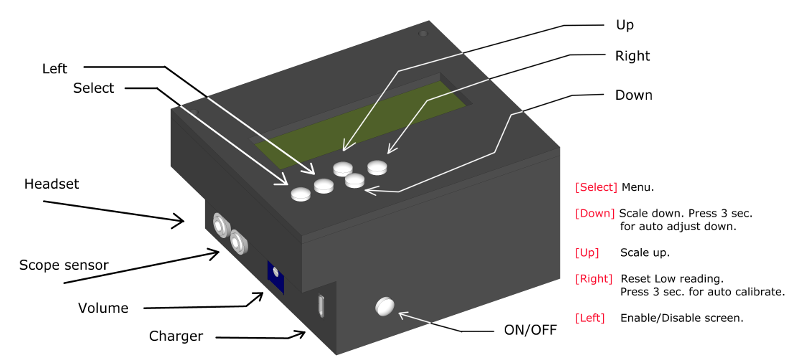 Up
Right
Down
Left
Select
Headset
Scope sensor
Volume
Charger
ON/OFF
[Select] Menu.
[Down] Scale down. Press 3 sec.
for auto adjust down.
[Up] Scale up.
[Right] Reset Low reading.
Press 3 sec. for auto calibrate.
[Left] Enable/Disable screen.